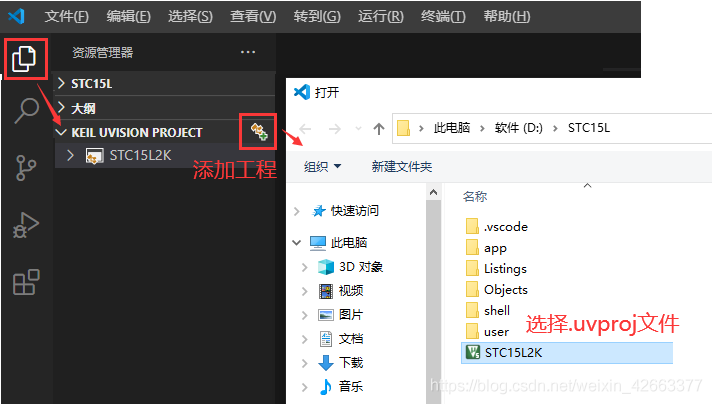 文件(F) 编辑(E) 选择(S) 查看(V) 转到(G) 运行(R) 终端(T) 帮助(H)
资源管理器 ···
STC15L
大纲
KEIL UVISION PROJECT
STC15L2K
添加工程
打开
此电脑 > 软件 (D:) > STC15L
组织 新建文件夹
快速访问
此电脑
3D 对象
视频
图片
文档
下载
音乐
名称
.vscode
app
Listings
Objects
shell
user
STC15L2K
选择.uvproj文件
https://blog.csdn.net/weixin_42663377